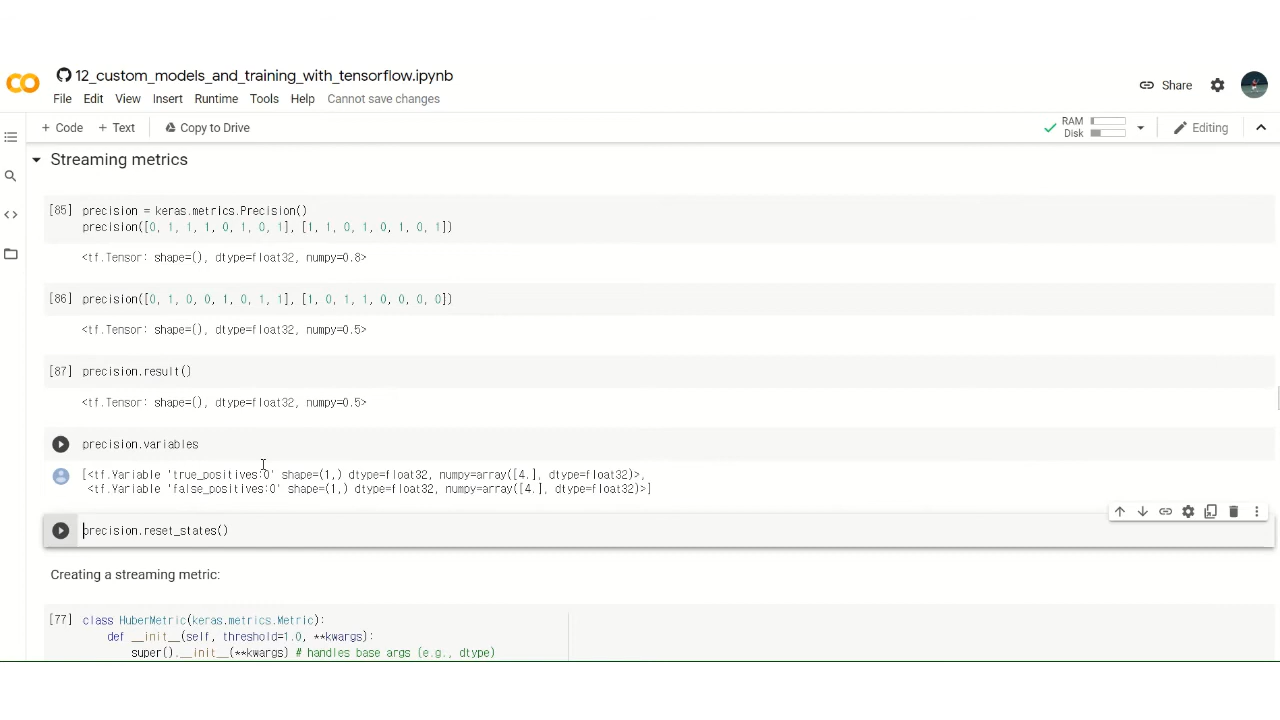 12_custom_models_and_training_with_tensorflow.ipynb
File Edit View Insert Runtime Tools Help Cannot save changes
Share
+ Code + Text Copy to Drive
RAM
Disk
Editing
Streaming metrics
[85] precision = keras.metrics.Precision()
precision([0, 1, 1, 1, 0, 1, 0, 1], [1, 1, 0, 1, 0, 1, 0, 1])
<tf.Tensor: shape=(), dtype=float32, numpy=0.8>
[86] precision([0, 1, 0, 0, 1, 0, 1, 1], [1, 0, 1, 1, 0, 0, 0, 0])
<tf.Tensor: shape=(), dtype=float32, numpy=0.5>
[87] precision.result()
<tf.Tensor: shape=(), dtype=float32, numpy=0.5>
precision.variables
[<tf.Variable 'true_positives:0' shape=(1,) dtype=float32, numpy=array([4.], dtype=float32)>,
<tf.Variable 'false_positives:0' shape=(1,) dtype=float32, numpy=array([4.], dtype=float32)>]
precision.reset_states()
Creating a streaming metric:
[77] class HuberMetric(keras.metrics.Metric):
def __init__(self, threshold=1.0, **kwargs):
super().__init__(**kwargs) # handles base args (e.g., dtype)